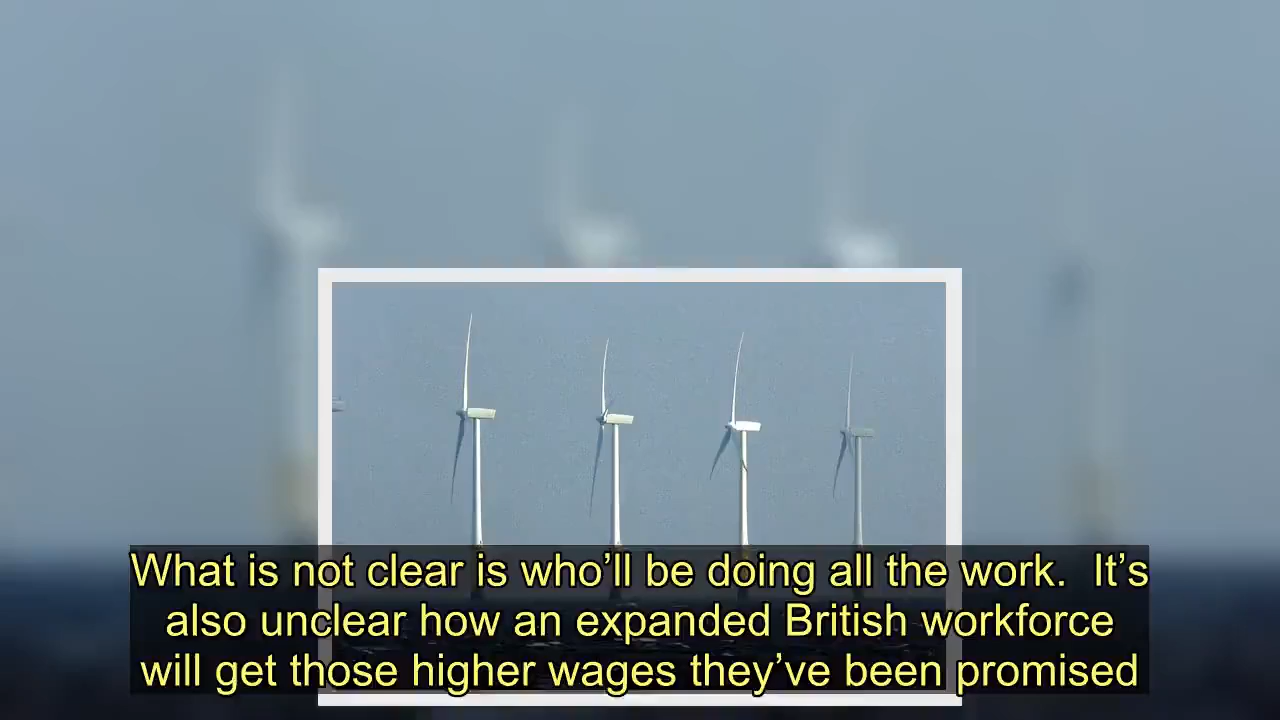 What is not clear is who’ll be doing all the work.  It’s
also unclear how an expanded British workforce
will get those higher wages they’ve been promised